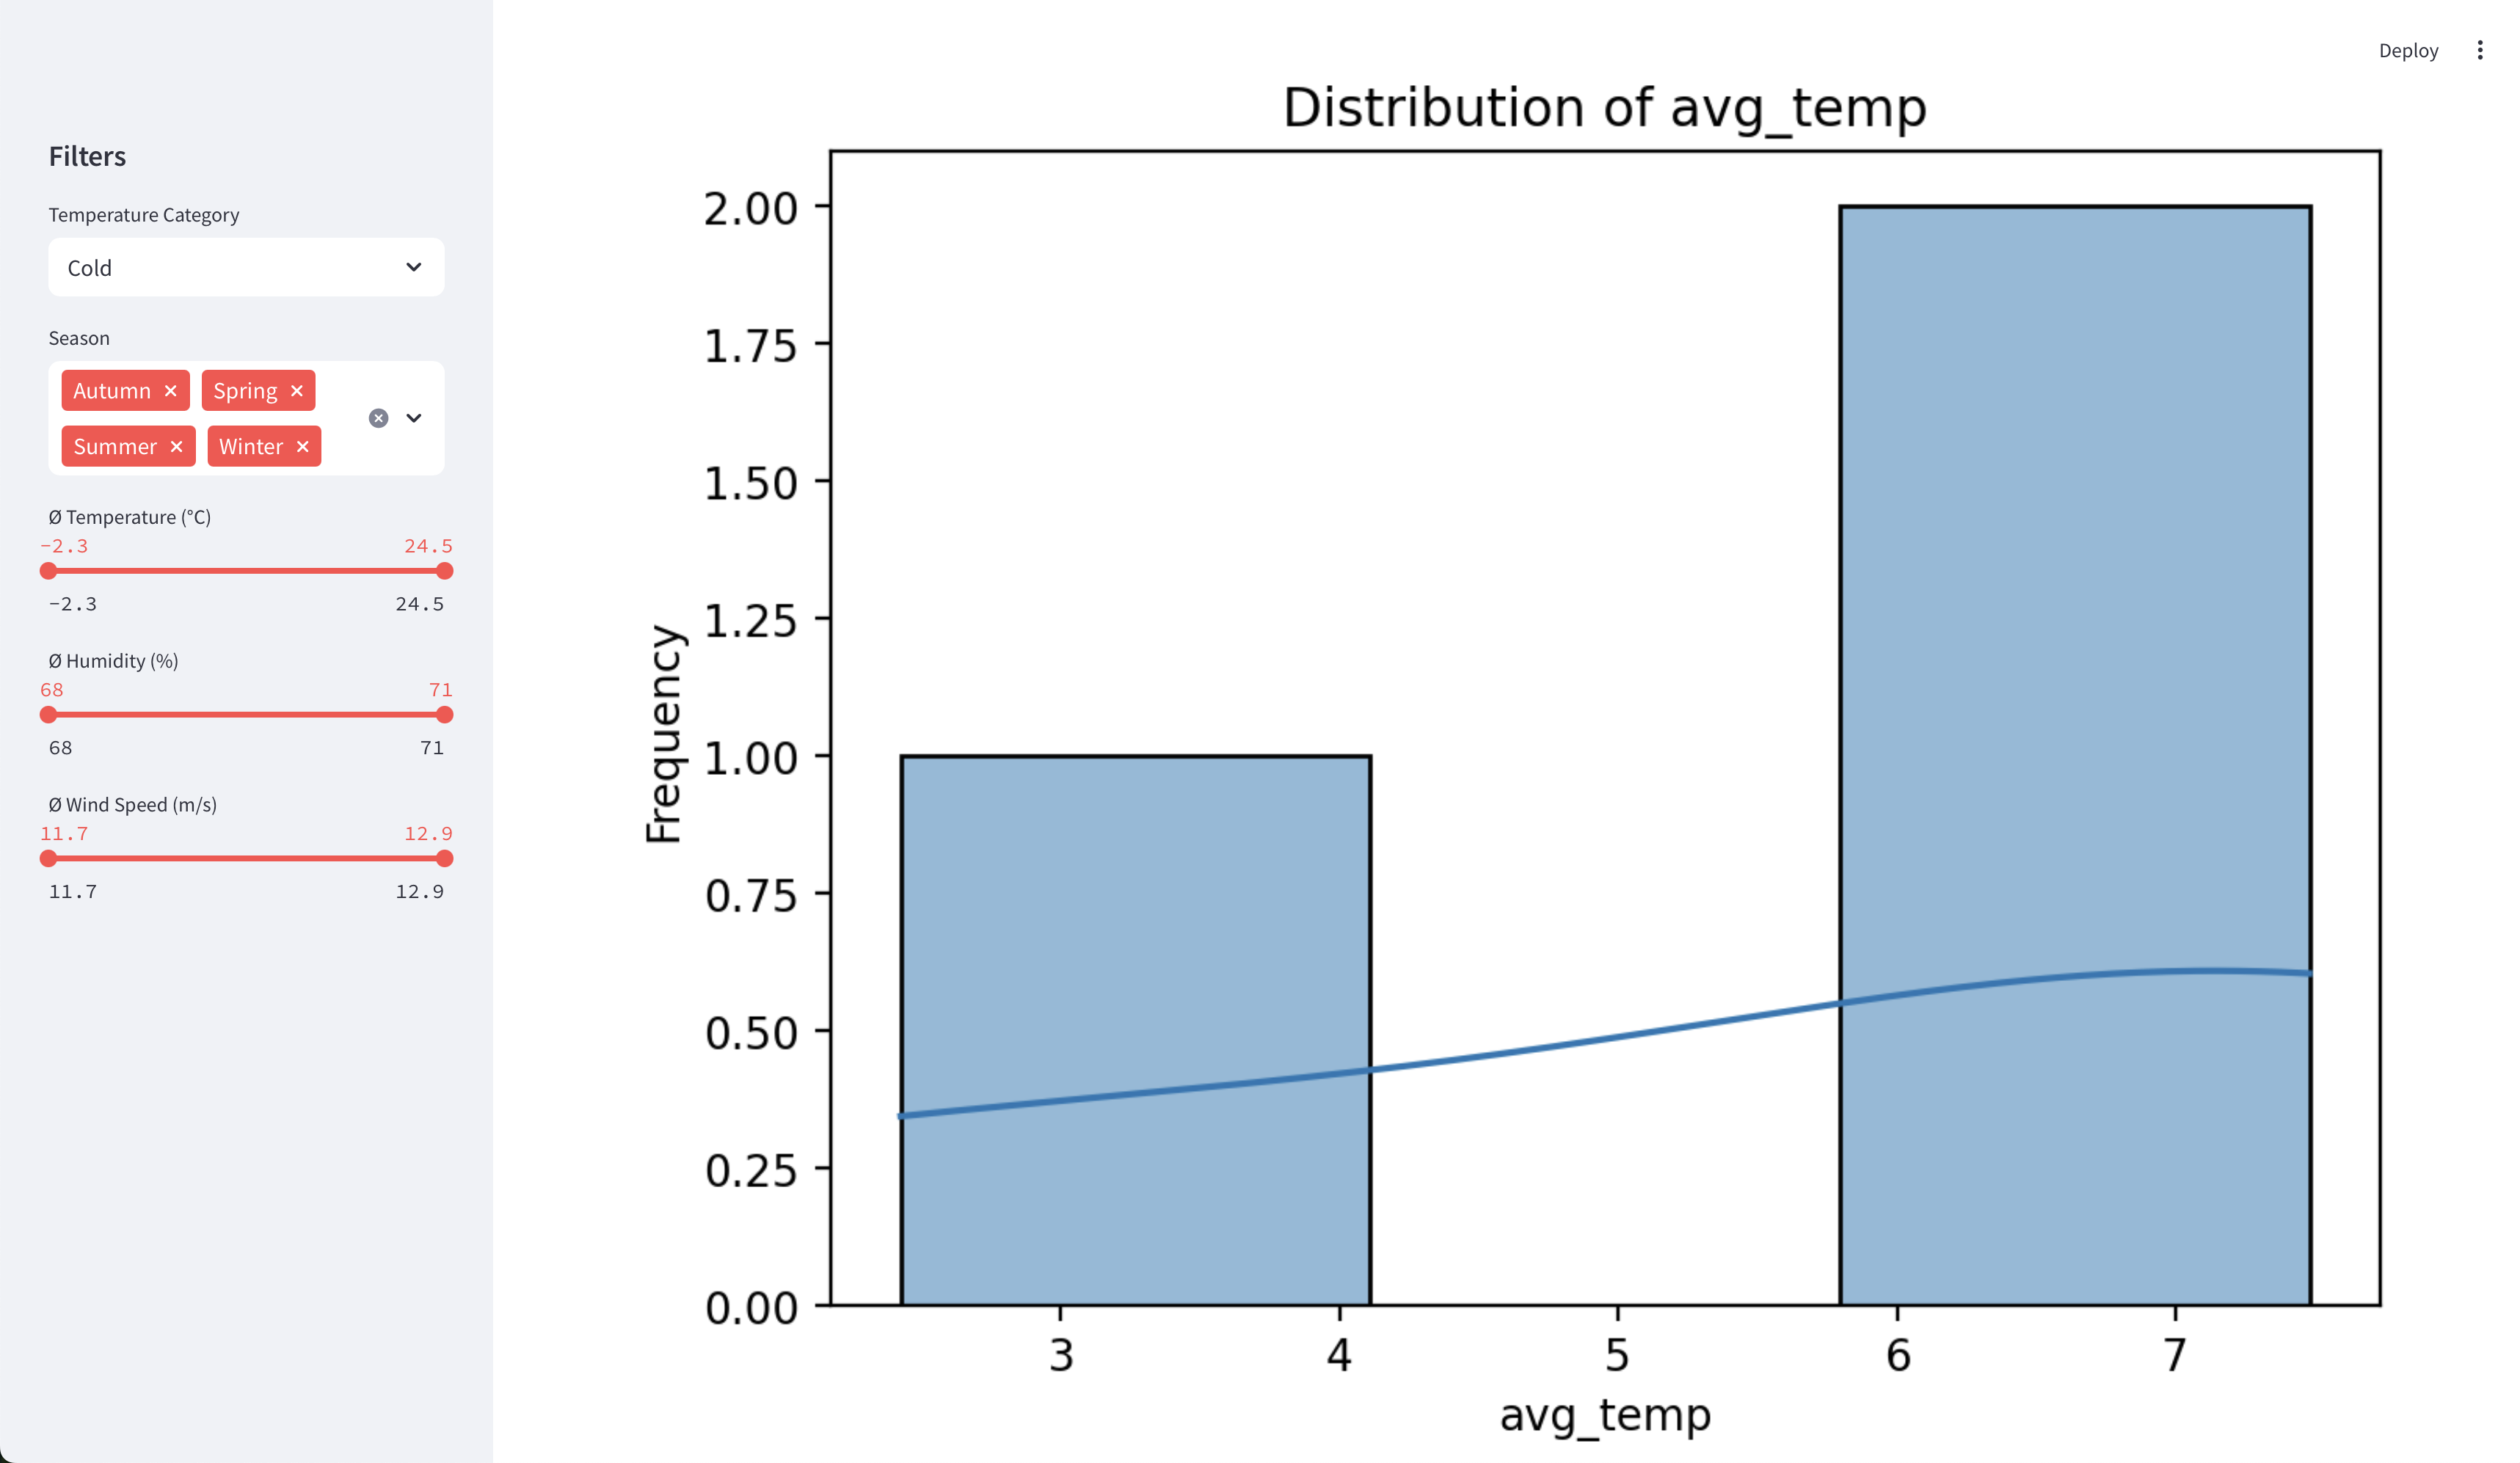 Deploy
Filters
Temperature Category
Cold
Season
Autumn × Spring ×
Summer × Winter ×
Ø Temperature (°C)
−2.3 24.5
−2.3 24.5
Ø Humidity (%)
68 71
68 71
Ø Wind Speed (m/s)
11.7 12.9
11.7 12.9
Distribution of avg_temp
Frequency
2.00
1.75
1.50
1.25
1.00
0.75
0.50
0.25
0.00
3 4 5 6 7
avg_temp